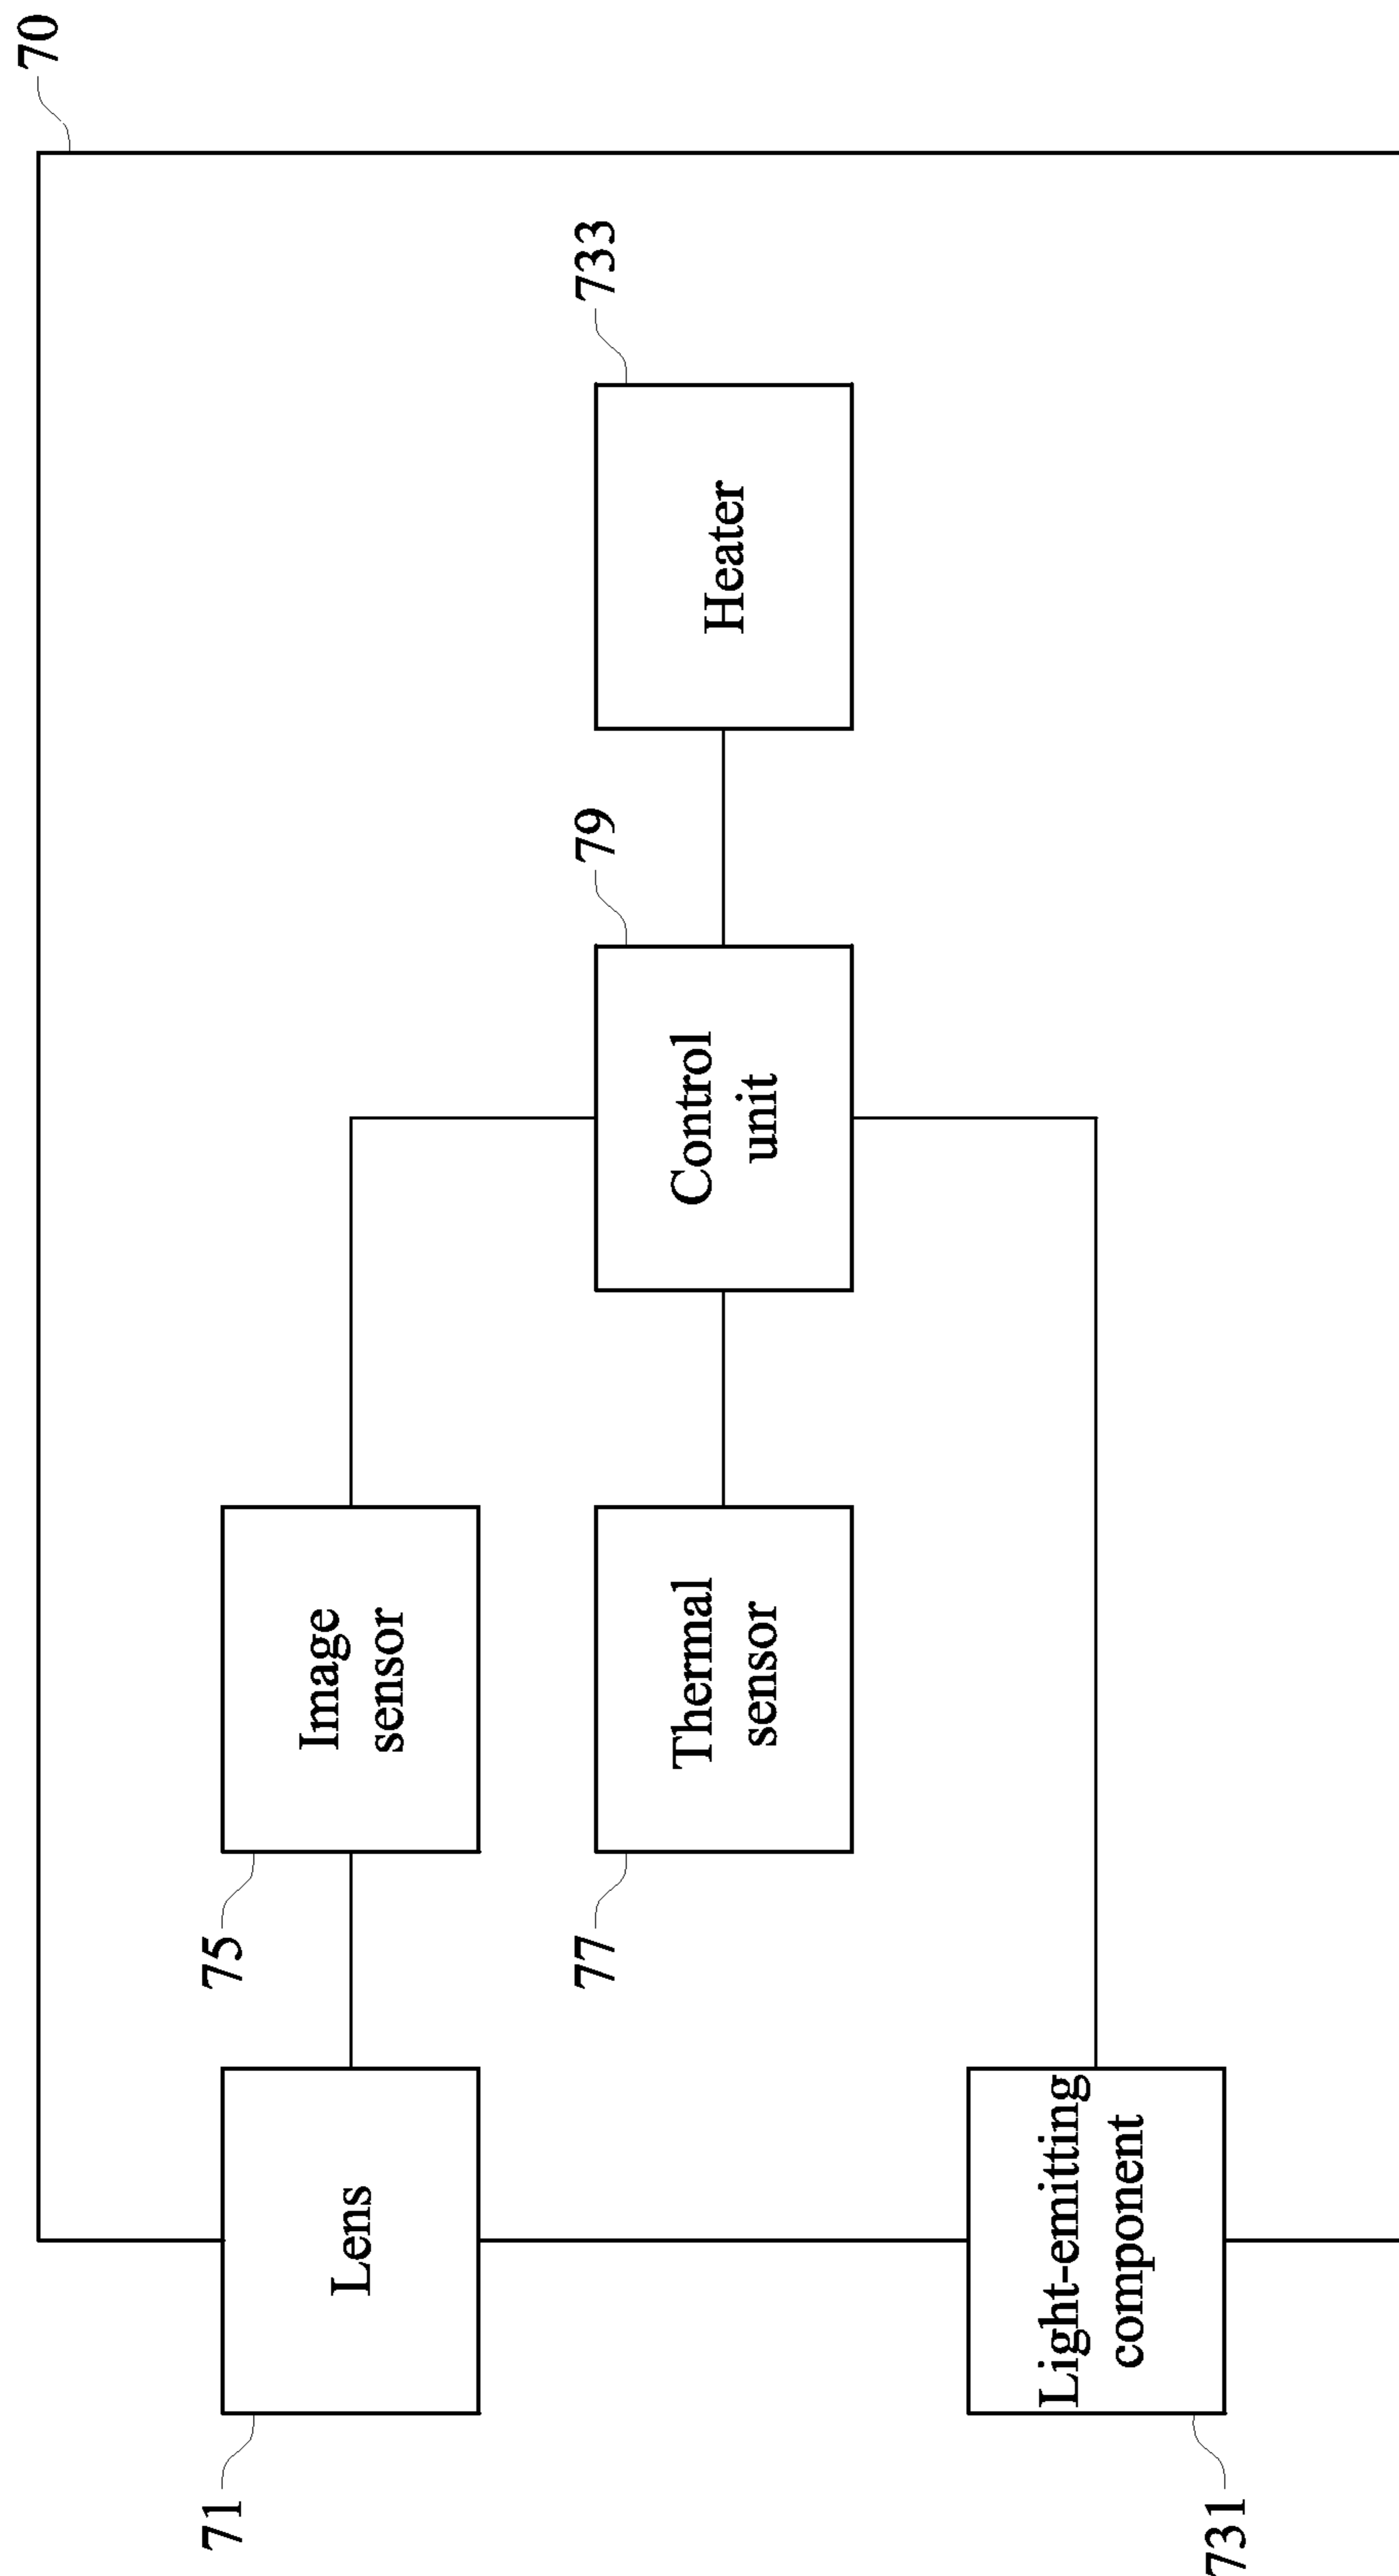 70
71
Lens
75
Image
sensor
77
Thermal
sensor
79
Control
unit
733
Heater
731
Light-emitting
component